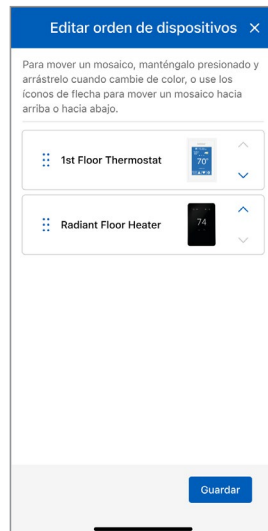 Editar orden de dispositivos ×
Para mover un mosaico, manténgalo presionado y
arrástrelo cuando cambie de color, o use los
íconos de flecha para mover un mosaico hacia
arriba o hacia abajo.
1st Floor Thermostat
70°
Radiant Floor Heater
74
Guardar